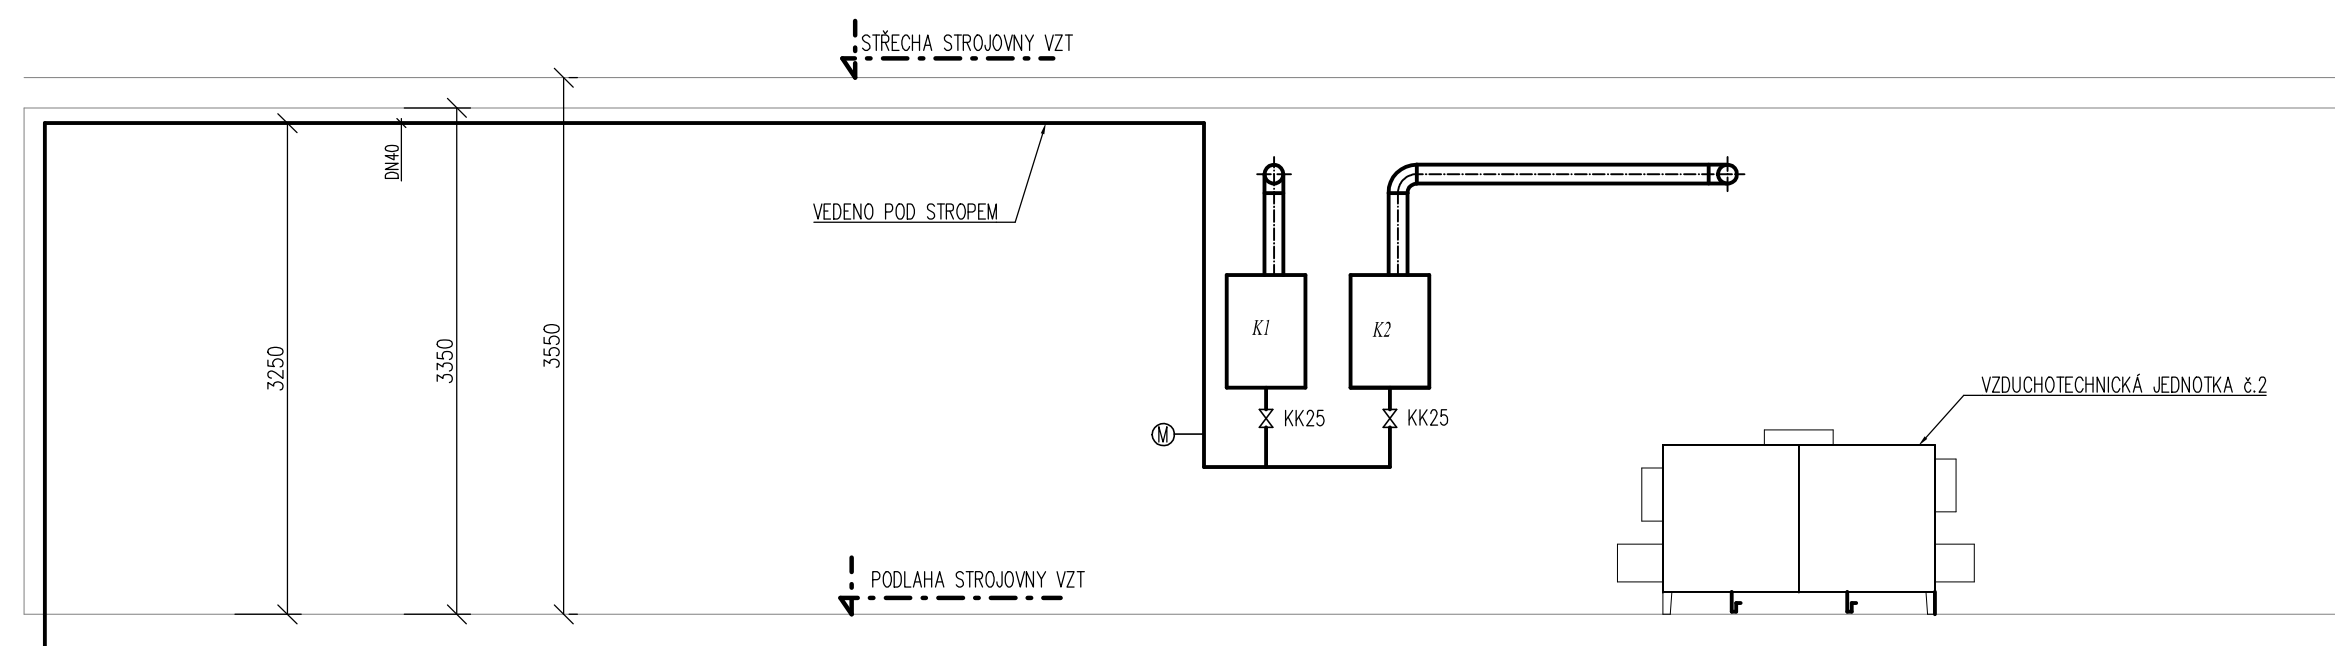 STŘECHA STROJOVNY VZT
DN40
VEDENO POD STROPEM
3250
3350
3550
K1
K2
KK25
KK25
M
VZDUCHOTECHNICKÁ JEDNOTKA č.2
PODLAHA STROJOVNY VZT